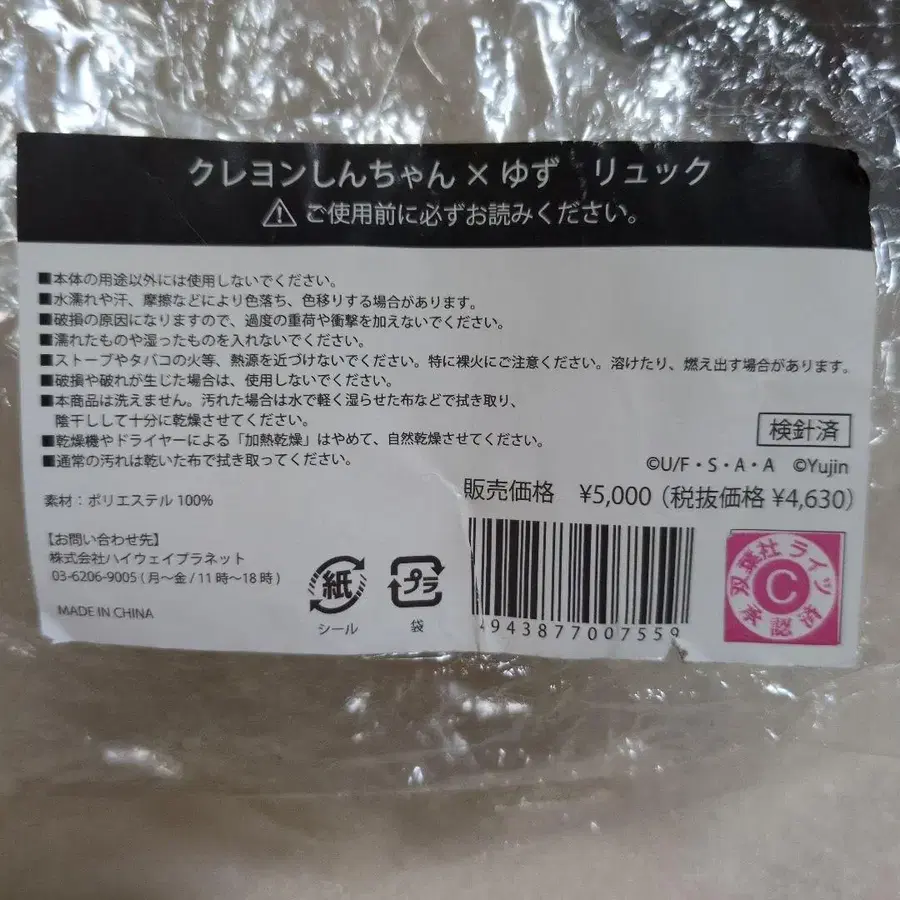 クレヨンしんちゃん×ゆず　リュック
⚠ご使用前に必ずお読みください。
■本体の用途以外には使用しないでください。
■水濡れや汗、摩擦などにより色落ち、色移りする場合があります。
■破損の原因になりますので、過度の重荷や衝撃を加えないでください。
■濡れたものや湿ったものを入れないでください。
■ストーブやタバコの火等、熱源を近づけないでください。特に裸火にご注意ください。溶けたり、燃え出す場合があります。
■破損や破れが生じた場合は、使用しないでください。
■本商品は洗えません。汚れた場合は水で軽く湿らせた布などで拭き取り、
陰干しして十分に乾燥させてください。
■乾燥機やドライヤーによる「加熱乾燥」はやめて、自然乾燥させてください。
■通常の汚れは乾いた布で拭き取ってください。
検針済
©U/F・S・A・A ©Yujin
素材：ポリエステル 100%
販売価格　¥5,000（税抜価格 ¥4,630）
【お問い合わせ先】
株式会社ハイウェイプラネット
03-6206-9005（月～金 / 11 時～18 時）
MADE IN CHINA
紙
シール
プラ
袋
4943877007559
双葉社ライツ
C
承認済